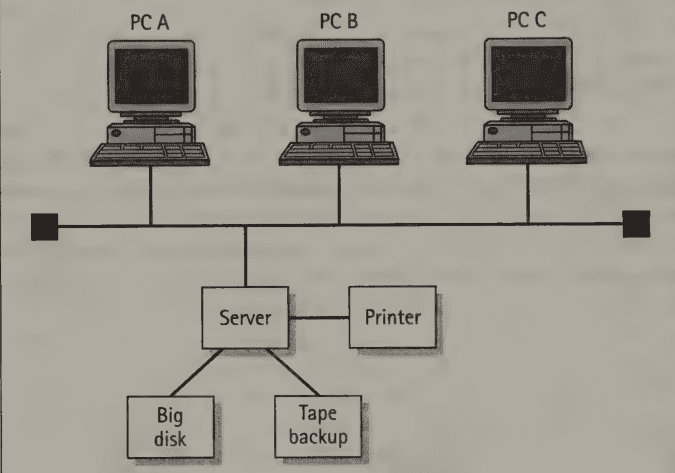 PC A
PC B
PC C
Server
Printer
Big
disk
Tape
backup